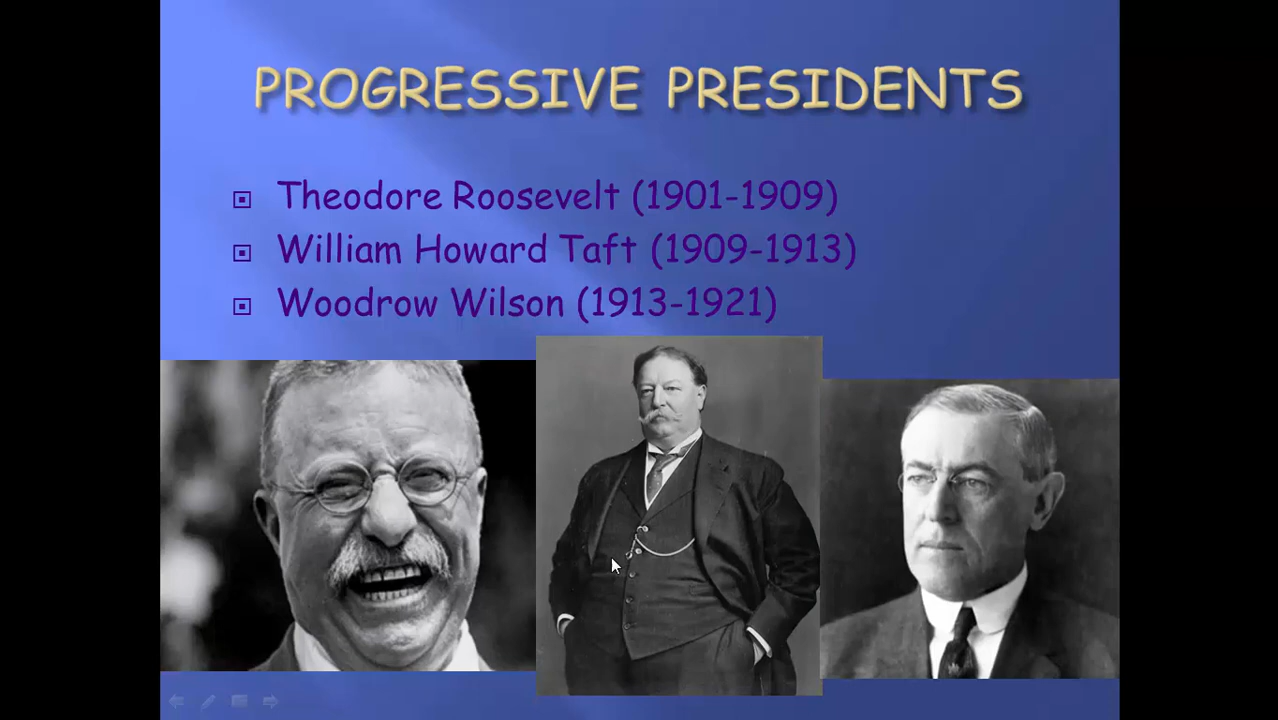 PROGRESSIVE PRESIDENTS
Theodore Roosevelt (1901-1909)
William Howard Taft (1909-1913)
Woodrow Wilson (1913-1921)